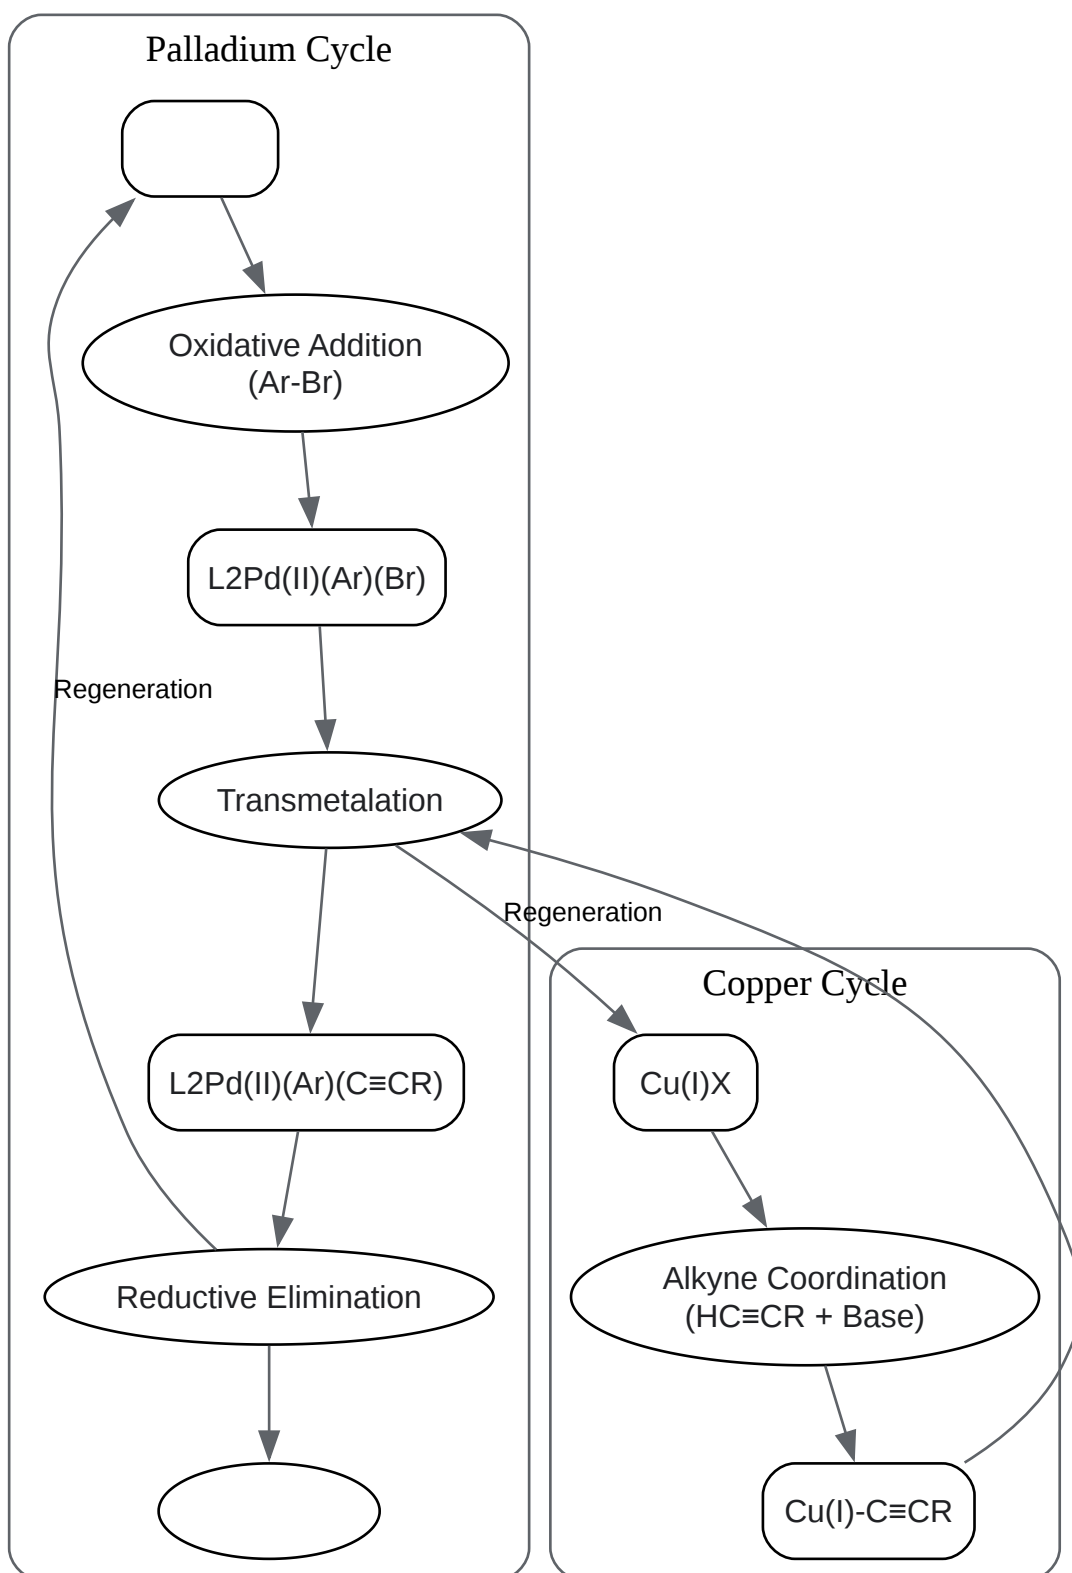 Palladium Cycle
Oxidative Addition
(Ar-Br)
L2Pd(II)(Ar)(Br)
Regeneration
Transmetalation
Regeneration
Copper Cycle
L2Pd(II)(Ar)(C≡CR)
Cu(I)X
Reductive Elimination
Alkyne Coordination
(HC≡CR + Base)
Cu(I)-C≡CR